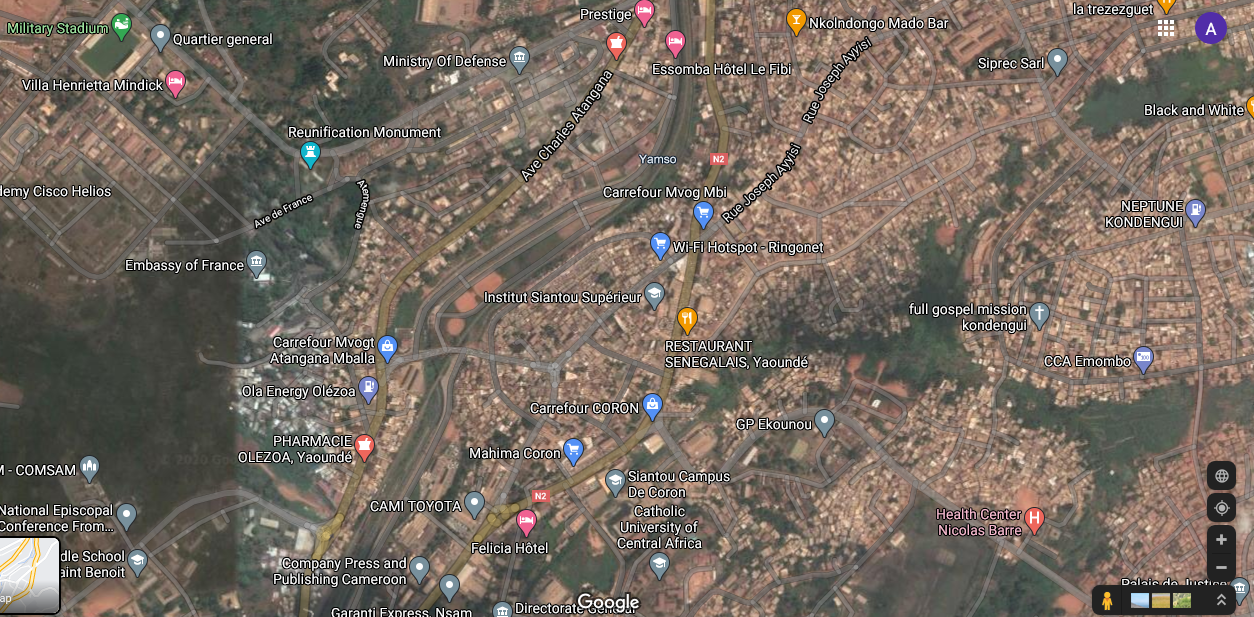 Prestige
la trezezguet
Military Stadium
Nkolndongo Mado Bar
A
Quartier general
Ministry Of Defense
Essomba Hôtel Le Fibi
Siprec Sarl
Villa Henrietta Mindick
Rue Joseph Ayyisi
Ave Charles Atangana
Black and White
Reunification Monument
Yamso
N2
Rue Joseph Ayyisi
demy Cisco Helios
Carrefour Mvog Mbi
Atemengue
Ave de France
NEPTUNE
KONDENGUI
Wi-Fi Hotspot - Ringonet
Embassy of France
Institut Siantou Supérieur
full gospel mission
kondengui
Carrefour Mvogt
Atangana Mballa
RESTAURANT
SENEGALAIS, Yaoundé
CCA Emombo
Ola Energy Olézoa
Carrefour CORON
GP Ekounou
PHARMACIE
OLEZOA, Yaoundé
Mahima Coron
M - COMSAM
Siantou Campus
De Coron
N2
CAMI TOYOTA
National Episcopal
Conference From...
Catholic
University of
Central Africa
Health Center
Nicolas Barre
Felicia Hôtel
ddle School
aint Benoit
Company Press and
Publishing Cameroon
Palais de Justice
ap
Garanti Express, Nsam
Directorate General
Google